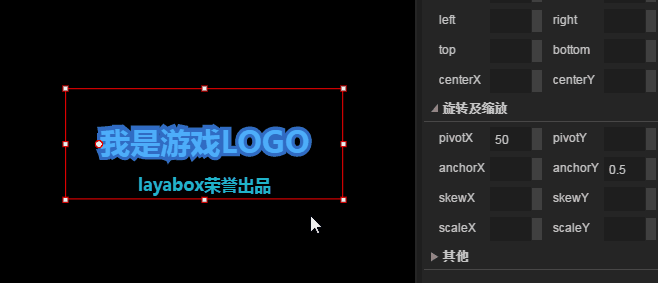 left right
top bottom
centerX centerY
旋转及缩放
pivotX 50 pivotY
anchorX anchorY 0.5
skewX skewY
scaleX scaleY
其他
我是游戏LOGO
layabox荣誉出品